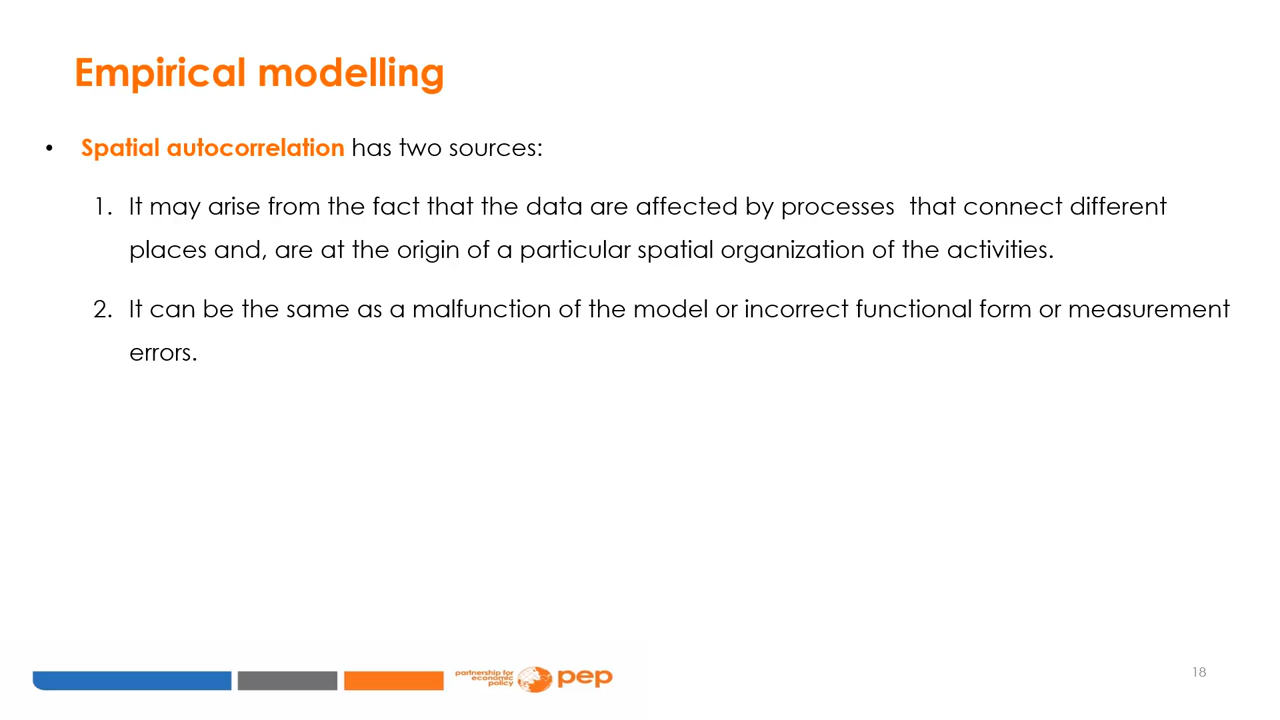 Empirical modelling
• Spatial autocorrelation has two sources:
1. It may arise from the fact that the data are affected by processes  that connect different
places and, are at the origin of a particular spatial organization of the activities.
2. It can be the same as a malfunction of the model or incorrect functional form or measurement
errors.
partnership for
economic
policy
pep
18